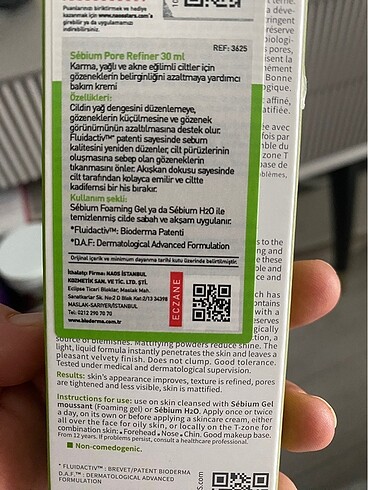 Puanlarınızı biriktirmek ve hediye
kazanmak için www.naosstars.com'a
girebilir ya da uygulamamızı
indirebilirsiniz.
REF: 3625
Sébium Pore Refiner 30 ml
Karma, yağlı ve akne eğilimli ciltler için
gözeneklerin belirginliğini azaltmaya yardımcı
bakım kremi
Özellikleri:
Cildin yağ dengesini düzenlemeye,
gözeneklerin küçülmesine ve gözenek
görünümünün azaltılmasına destek olur.
Fluidactiv™ patenti sayesinde sebum
kalitesini yeniden düzenler, cilt pürüzlerinin
oluşmasına sebep olan gözeneklerin
tıkanmasını önler. Akışkan dokusu sayesinde
cilt tarafından kolayca emilir ve ciltte
kadifemsi bir his bırakır.
Kullanım şekli:
Sébium Foaming Gel ya da Sébium H2O ile
temizlenmiş cilde sabah ve akşam uygulanır.
*Fluidactiv™: Bioderma Patenti
*D.A.F: Dermatological Advanced Formulation
Orijinal içerik ve minimum dayanma tarihi kutu üzerinde belirtilmiştir.
İthalatçı Firma: NAOS İSTANBUL
KOZMETİK SAN. VE TİC. LTD. ŞTİ.
Eclipse Ticari Bloklar, Maslak Mah.
Sanatkarlar Sk. No:2 D Blok Kat:0/13 34398
MASLAK-SARIYER/İSTANBUL
Tel: 0212 290 70 70
www.bioderma.com.tr
ECZANE
source of blemishes. Mattifying powders reduce shine. The
light, liquid formula instantly penetrates the skin and leaves a
pleasant velvety finish. Does not clump. Good tolerance.
Tested under medical and dermatological supervision.
Results: skin's appearance improves, texture is refined, pores
are tightened and less visible, skin is mattified.
Instructions for use: use on skin cleansed with Sébium Gel
moussant (Foaming gel) or Sébium H2O. Apply once or twice
a day, on its own or before applying a skincare cream, either
all over the face for oily skin, or locally on the T-zone for
combination skin: Forehead • Nose • Chin. Good makeup base.
From 12 years. If problems persist, consult a healthcare professional.
Non-comedogenic.
* FLUIDACTIV™ : BREVET/PATENT BIODERMA
D.A.F.™ : DERMATOLOGICAL ADVANCED
FORMULATION